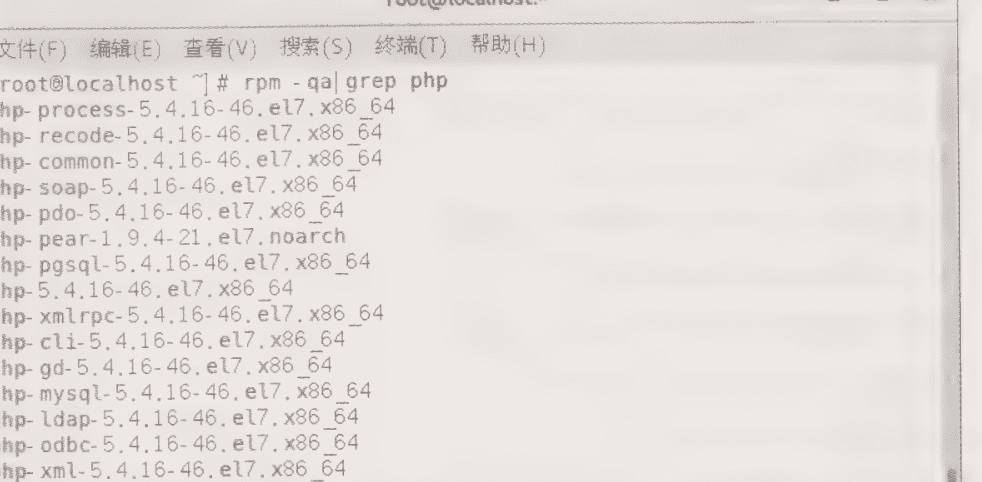 root@localhost:~
文件(F) 编辑(E) 查看(V) 搜索(S) 终端(T) 帮助(H)
root@localhost ~]# rpm -qa|grep php
hp-process-5.4.16-46.el7.x86_64
hp-recode-5.4.16-46.el7.x86_64
hp-common-5.4.16-46.el7.x86_64
hp-soap-5.4.16-46.el7.x86_64
hp-pdo-5.4.16-46.el7.x86_64
hp-pear-1.9.4-21.el7.noarch
hp-pgsql-5.4.16-46.el7.x86_64
hp-5.4.16-46.el7.x86_64
hp-xmlrpc-5.4.16-46.el7.x86_64
hp-cli-5.4.16-46.el7.x86_64
hp-gd-5.4.16-46.el7.x86_64
hp-mysql-5.4.16-46.el7.x86_64
hp-ldap-5.4.16-46.el7.x86_64
hp-odbc-5.4.16-46.el7.x86_64
hp-xml-5.4.16-46.el7.x86_64